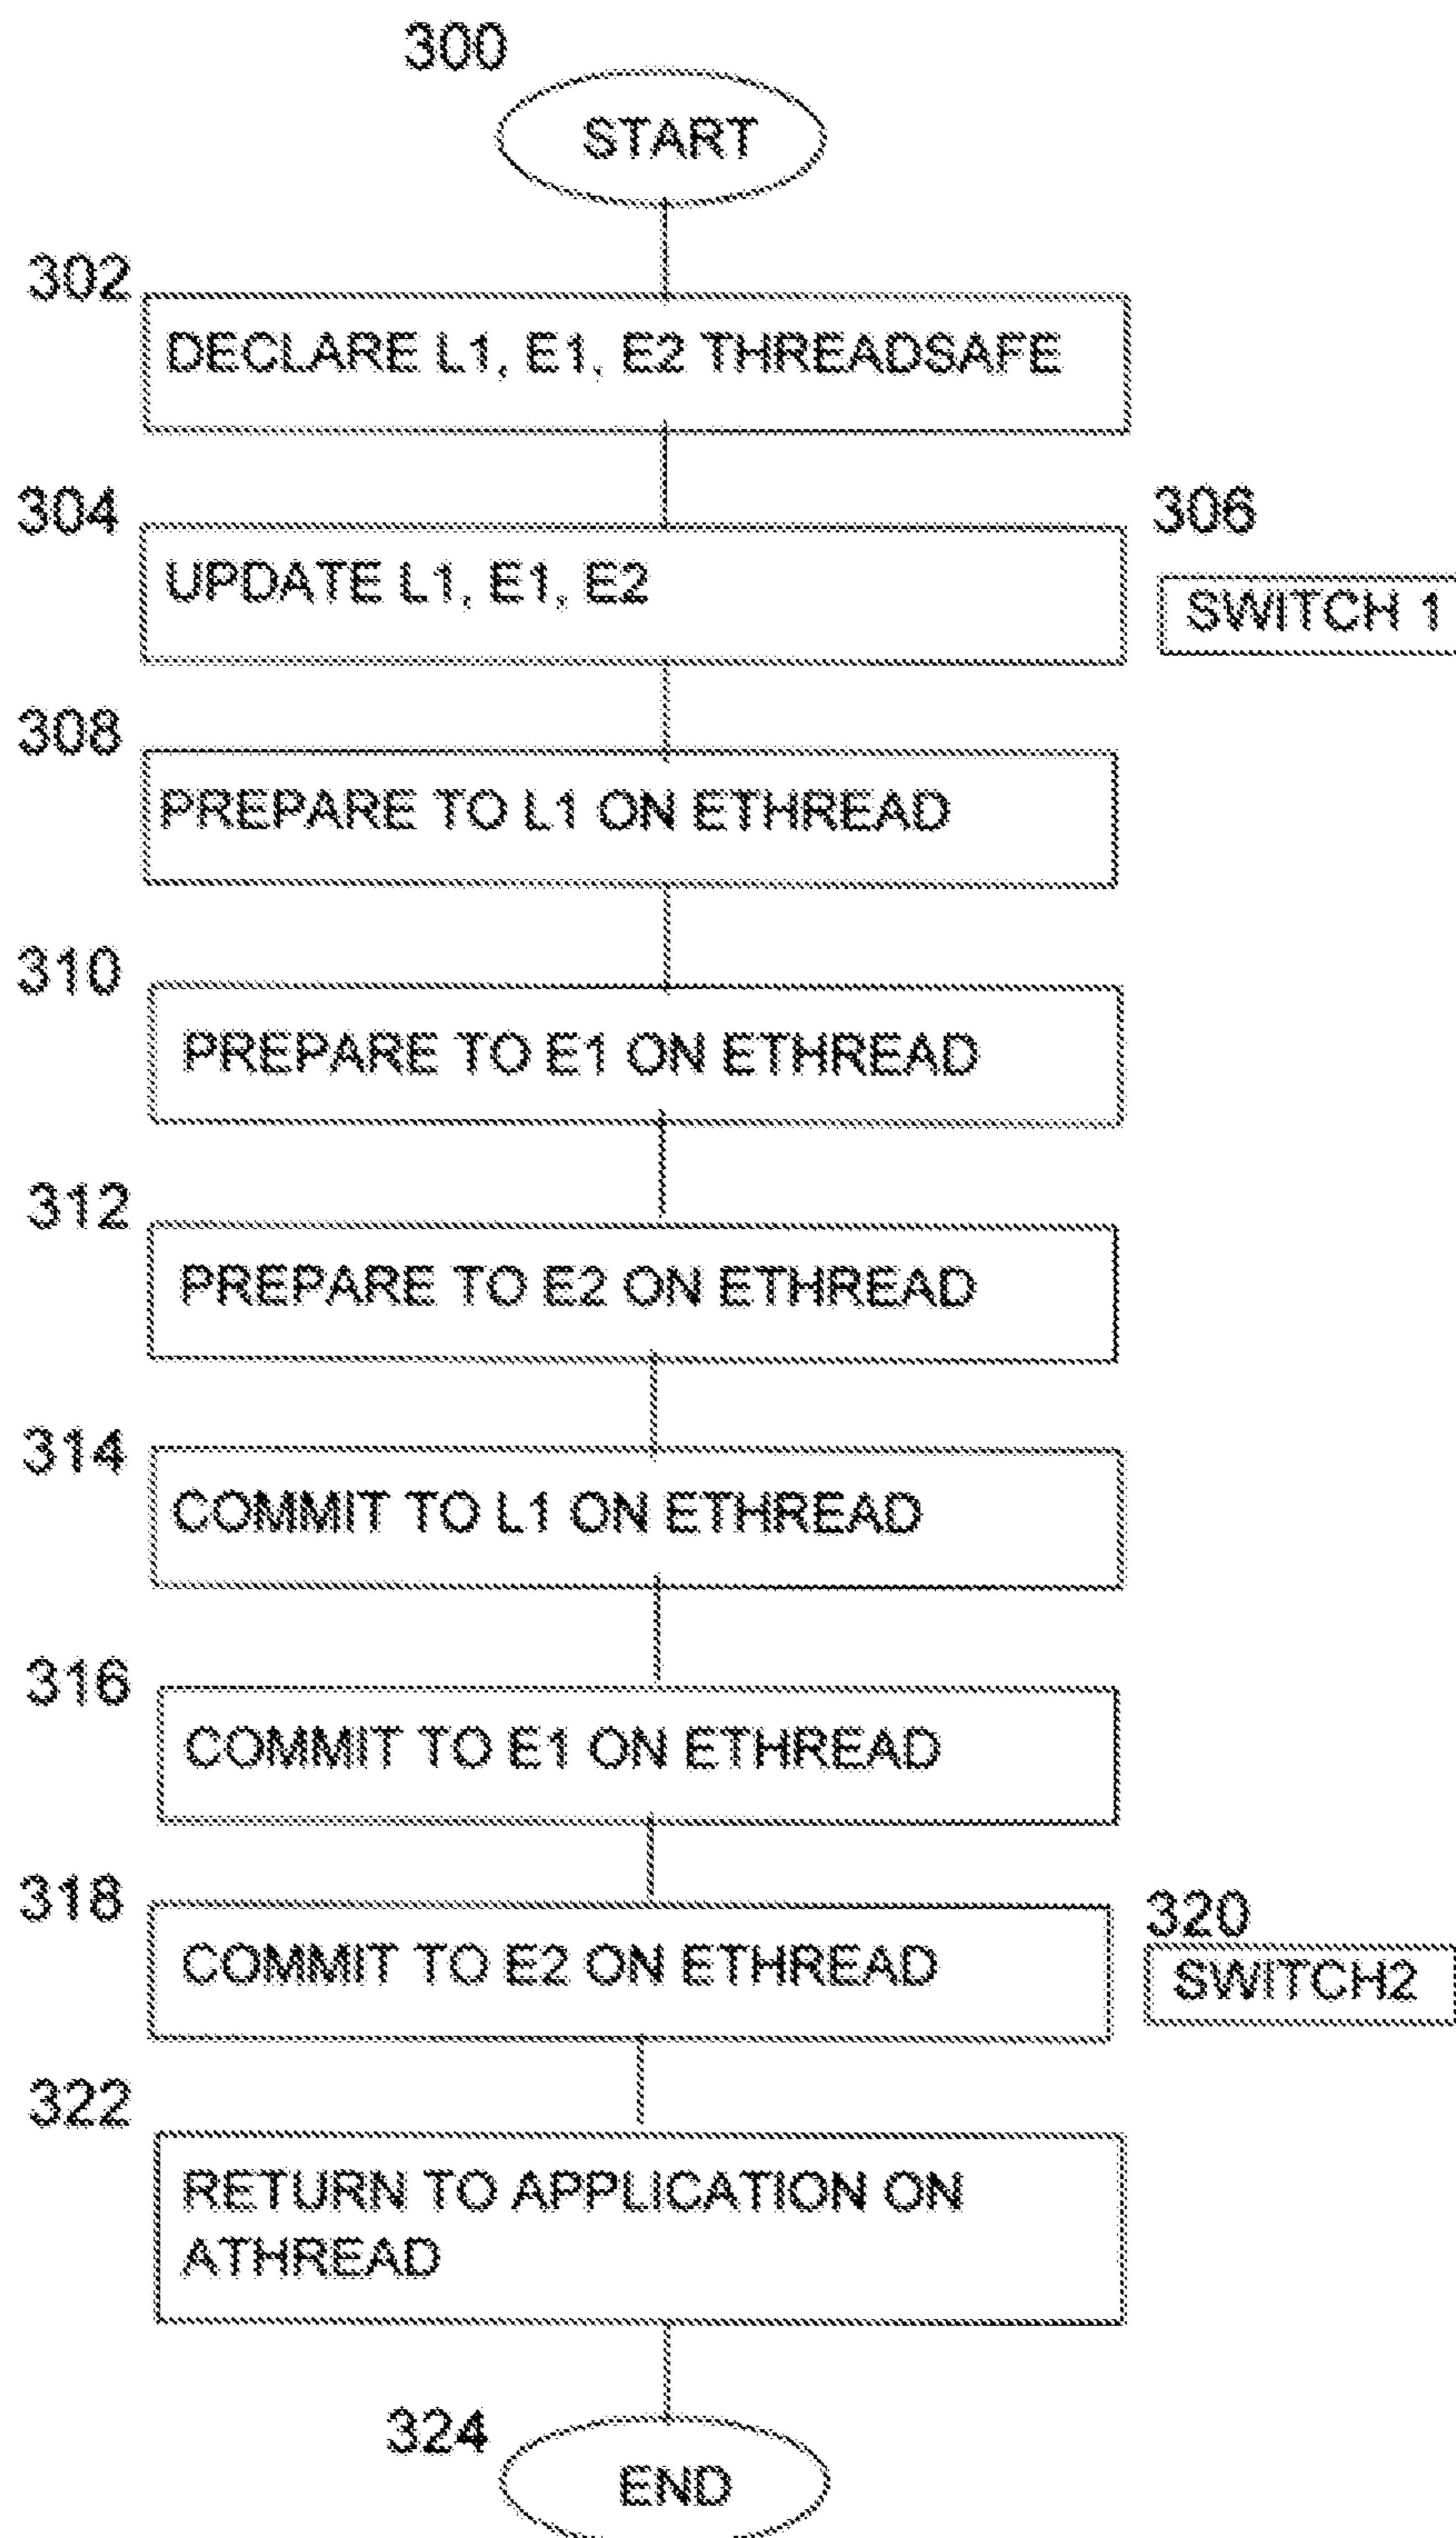 300
START
302
DECLARE L1, E1, E2 THREADSAFE
304
UPDATE L1, E1, E2
306
SWITCH 1
308
PREPARE TO L1 ON ETHREAD
310
PREPARE TO E1 ON ETHREAD
312
PREPARE TO E2 ON ETHREAD
314
COMMIT TO L1 ON ETHREAD
316
COMMIT TO E1 ON ETHREAD
318
COMMIT TO E2 ON ETHREAD
320
SWITCH2
322
RETURN TO APPLICATION ON
ATHREAD
324
END